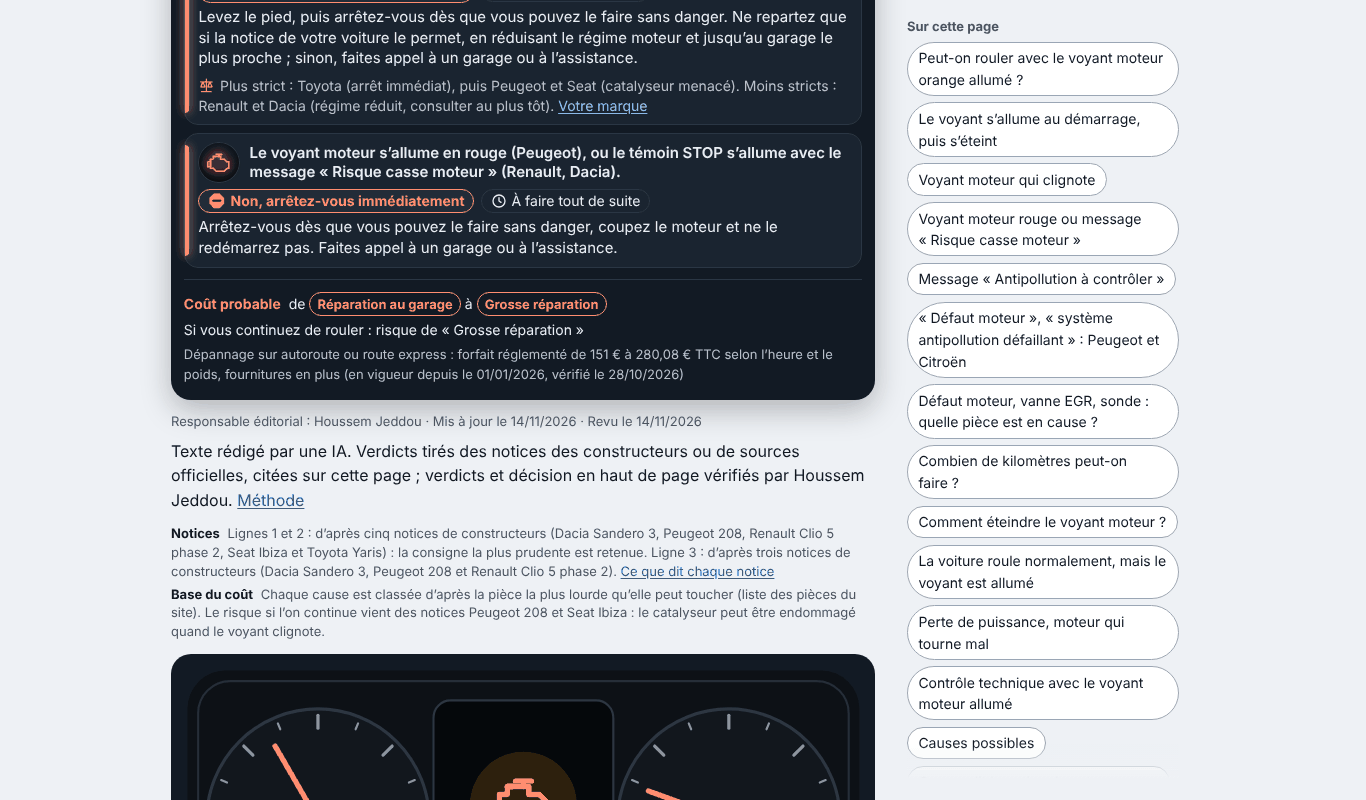 Levez le pied, puis arrêtez-vous dès que vous pouvez le faire sans danger. Ne repartez que
si la notice de votre voiture le permet, en réduisant le régime moteur et jusqu’au garage le
plus proche ; sinon, faites appel à un garage ou à l’assistance.
Plus strict : Toyota (arrêt immédiat), puis Peugeot et Seat (catalyseur menacé). Moins stricts :
Renault et Dacia (régime réduit, consulter au plus tôt). Votre marque
Le voyant moteur s’allume en rouge (Peugeot), ou le témoin STOP s’allume avec le
message « Risque casse moteur » (Renault, Dacia).
Non, arrêtez-vous immédiatement
À faire tout de suite
Arrêtez-vous dès que vous pouvez le faire sans danger, coupez le moteur et ne le
redémarrez pas. Faites appel à un garage ou à l’assistance.
Coût probable de Réparation au garage à Grosse réparation
Si vous continuez de rouler : risque de « Grosse réparation »
Dépannage sur autoroute ou route express : forfait réglementé de 151 € à 280,08 € TTC selon l’heure et le
poids, fournitures en plus (en vigueur depuis le 01/01/2026, vérifié le 28/10/2026)
Responsable éditorial : Houssem Jeddou · Mis à jour le 14/11/2026 · Revu le 14/11/2026
Texte rédigé par une IA. Verdicts tirés des notices des constructeurs ou de sources
officielles, citées sur cette page ; verdicts et décision en haut de page vérifiés par Houssem
Jeddou. Méthode
Notices Lignes 1 et 2 : d’après cinq notices de constructeurs (Dacia Sandero 3, Peugeot 208, Renault Clio 5
phase 2, Seat Ibiza et Toyota Yaris) : la consigne la plus prudente est retenue. Ligne 3 : d’après trois notices de
constructeurs (Dacia Sandero 3, Peugeot 208 et Renault Clio 5 phase 2). Ce que dit chaque notice
Base du coût Chaque cause est classée d’après la pièce la plus lourde qu’elle peut toucher (liste des pièces du
site). Le risque si l’on continue vient des notices Peugeot 208 et Seat Ibiza : le catalyseur peut être endommagé
quand le voyant clignote.
Sur cette page
Peut-on rouler avec le voyant moteur
orange allumé ?
Le voyant s’allume au démarrage,
puis s’éteint
Voyant moteur qui clignote
Voyant moteur rouge ou message
« Risque casse moteur »
Message « Antipollution à contrôler »
« Défaut moteur », « système
antipollution défaillant » : Peugeot et
Citroën
Défaut moteur, vanne EGR, sonde :
quelle pièce est en cause ?
Combien de kilomètres peut-on
faire ?
Comment éteindre le voyant moteur ?
La voiture roule normalement, mais le
voyant est allumé
Perte de puissance, moteur qui
tourne mal
Contrôle technique avec le voyant
moteur allumé
Causes possibles